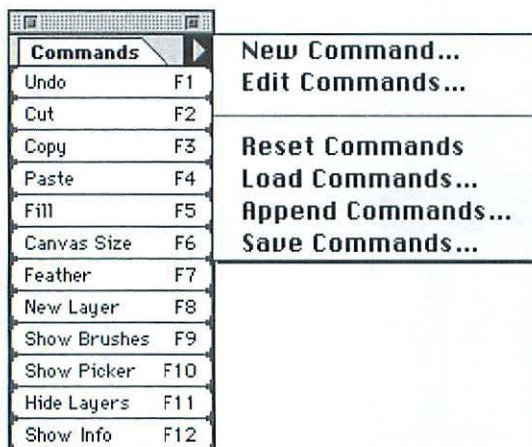 Commands
Undo F1
Cut F2
Copy F3
Paste F4
Fill F5
Canvas Size F6
Feather F7
New Layer F8
Show Brushes F9
Show Picker F10
Hide Layers F11
Show Info F12
New Command...
Edit Commands...
Reset Commands
Load Commands...
Append Commands...
Save Commands...